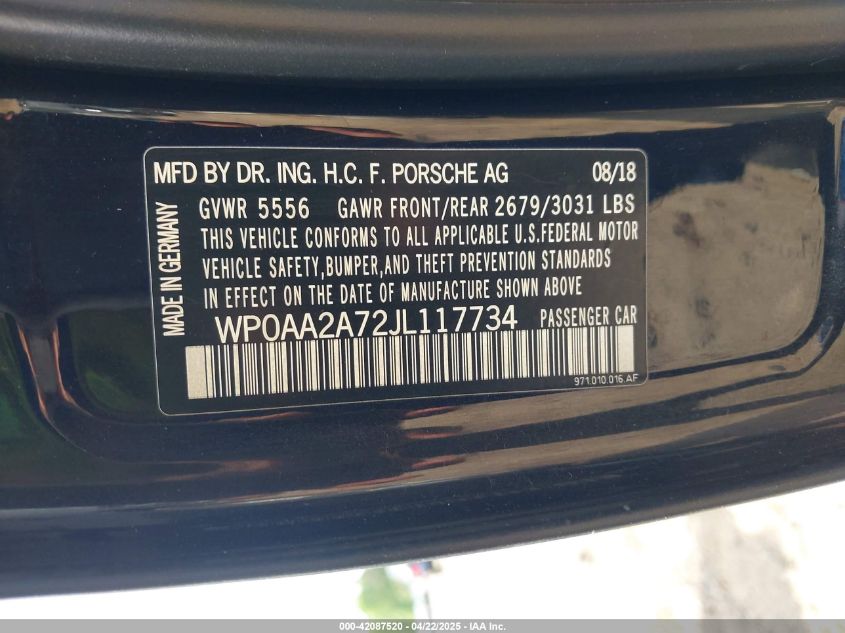 MFD BY DR. ING. H.C. F. PORSCHE AG 08/18
GVWR 5556 GAWR FRONT/REAR 2679/3031 LBS
THIS VEHICLE CONFORMS TO ALL APPLICABLE U.S.FEDERAL MOTOR
VEHICLE SAFETY,BUMPER,AND THEFT PREVENTION STANDARDS
IN EFFECT ON THE DATE OF MANUFACTURE SHOWN ABOVE
MADE IN GERMANY
WP0AA2A72JL117734 PASSENGER CAR
971.010.016.AF
000-42087520 - 04/22/2025 - IAA Inc.